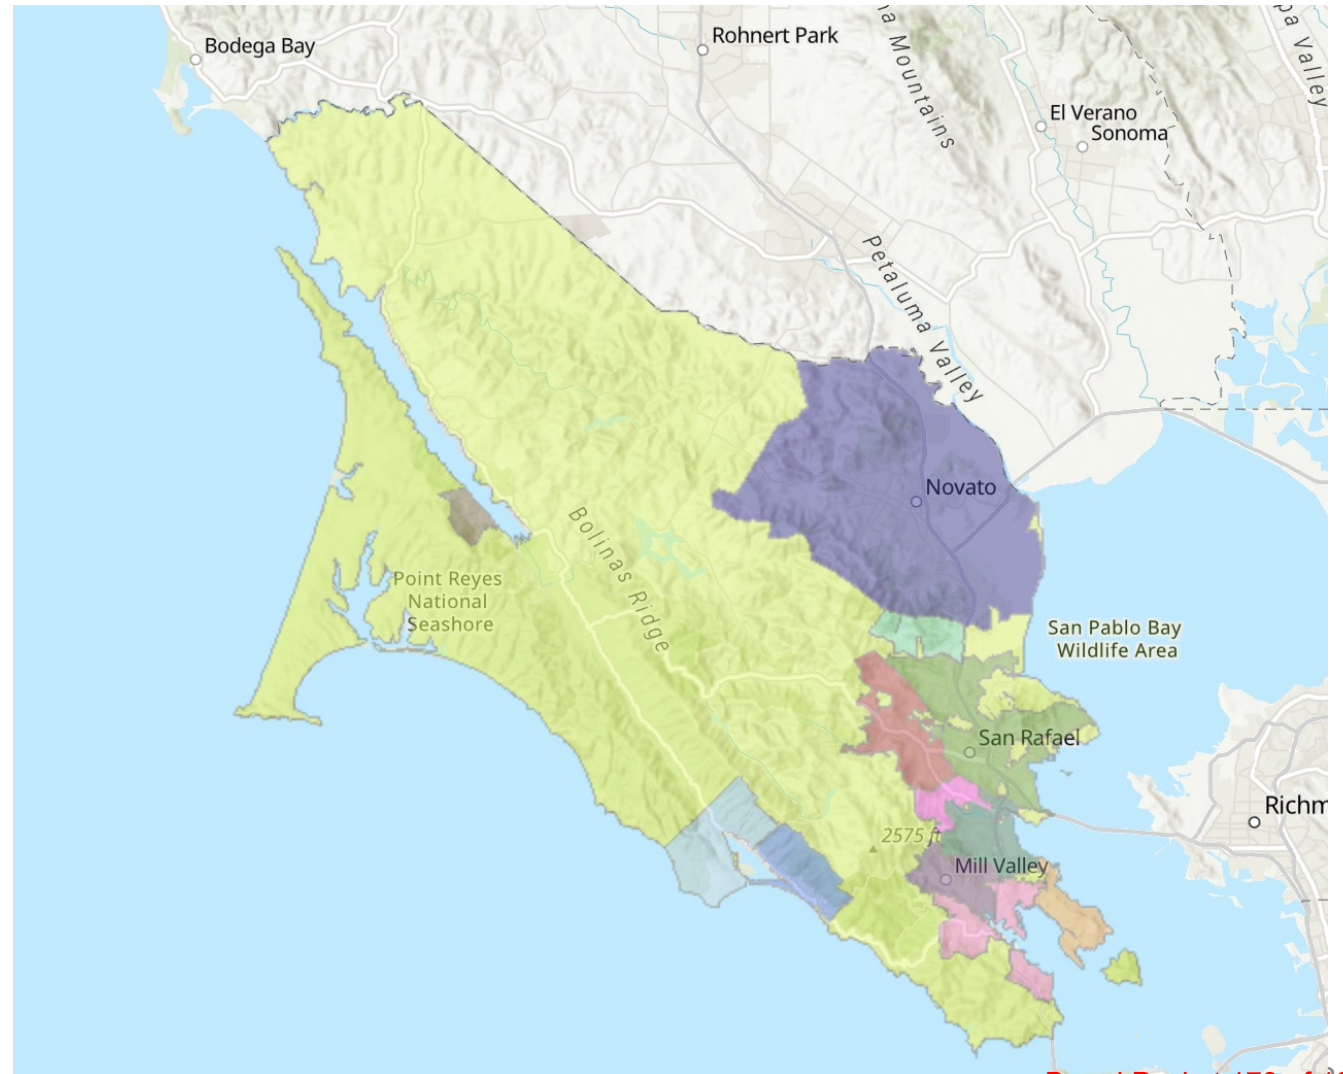 Bodega Bay
Rohnert Park
Mountains
Valley
El Verano
Sonoma
Petaluma Valley
Novato
Bolinas Ridge
Point Reyes
National
Seashore
San Pablo Bay
Wildlife Area
San Rafael
2575 ft
Mill Valley